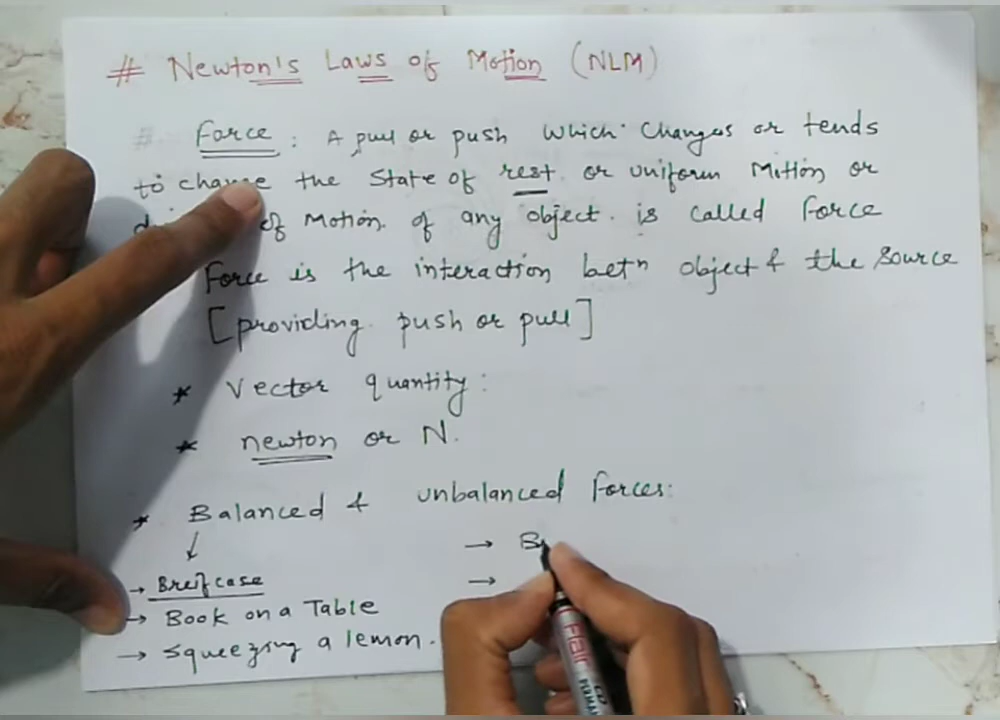 # Newton's Laws of Motion (NLM)
Force : A pull or push which changes or tends
to change the State of rest or uniform Mition or
of Motion of any object is called Force
Force is the interaction betn object & the Source
[providing push or pull]
* Vector quantity :
* newton or N.
* Balanced & unbalanced Forces:
→ Breifcase
→ Book on a Table
→ squeezing a lemon.
→ B
→
Flair